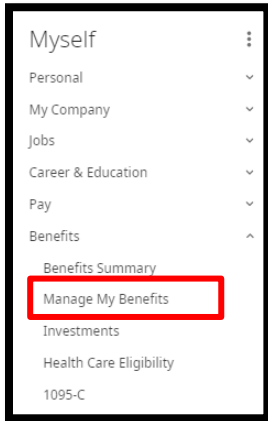 Myself
Personal
My Company
Jobs
Career & Education
Pay
Benefits
Benefits Summary
Manage My Benefits
Investments
Health Care Eligibility
1095-C